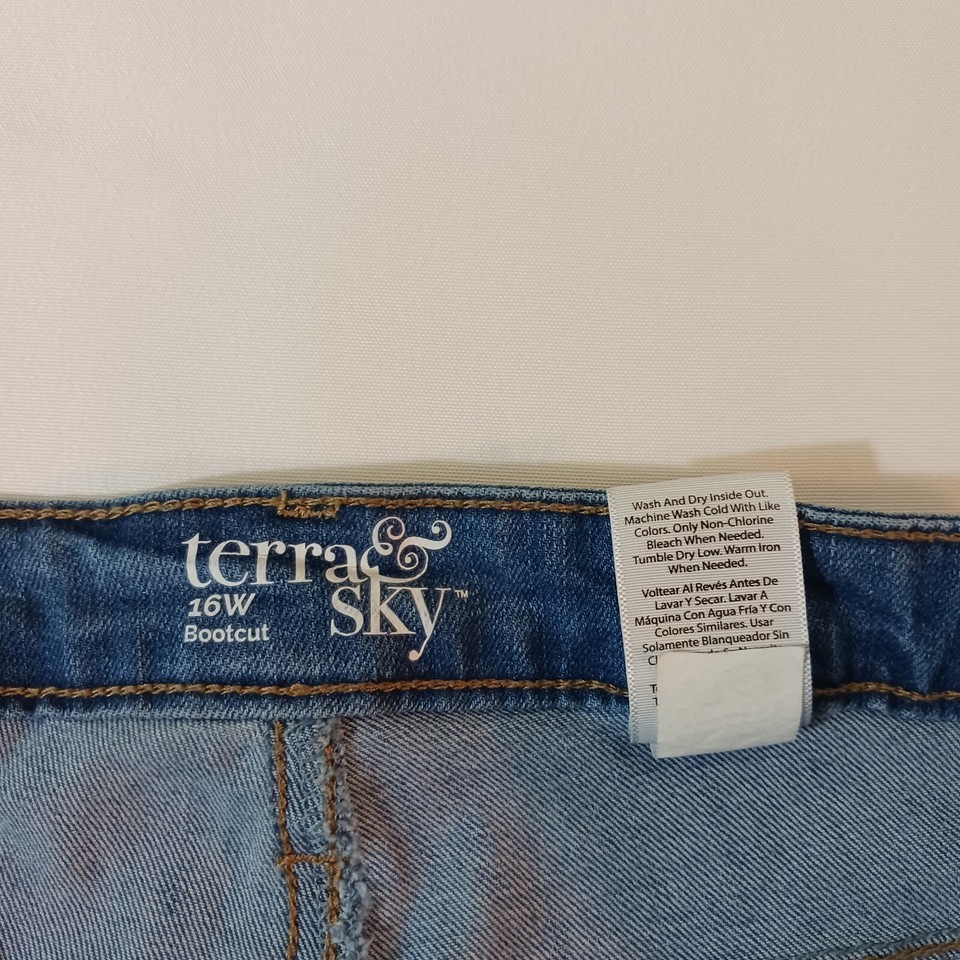 terra&
sky™
16W
Bootcut
Wash And Dry Inside Out.
Machine Wash Cold With Like
Colors. Only Non-Chlorine
Bleach When Needed.
Tumble Dry Low. Warm Iron
When Needed.
Voltear Al Revés Antes De
Lavar Y Secar. Lavar A
Máquina Con Agua Fría Y Con
Colores Similares. Usar
Solamente Blanqueador Sin